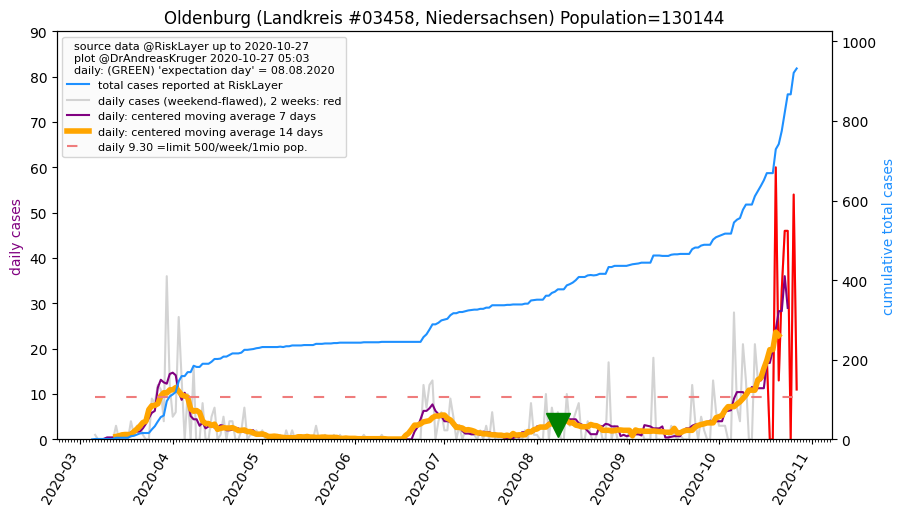 Oldenburg (Landkreis #03458, Niedersachsen) Population=130144
source data @RiskLayer up to 2020-10-27
plot @DrAndreasKruger 2020-10-27 05:03
daily: (GREEN) 'expectation day' = 08.08.2020
total cases reported at RiskLayer
daily cases (weekend-flawed), 2 weeks: red
daily: centered moving average 7 days
daily: centered moving average 14 days
daily 9.30 =limit 500/week/1mio pop.
daily cases
90
80
70
60
50
40
30
20
10
0
cumulative total cases
1000
800
600
400
200
0
2020-03
2020-04
2020-05
2020-06
2020-07
2020-08
2020-09
2020-10
2020-11